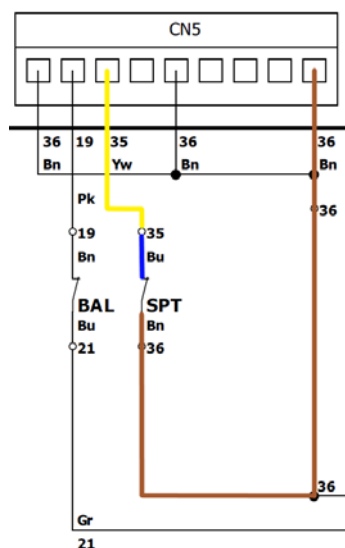 CN5
36 19 35 36 36
Bn Yw Bn Bn
Pk
36
19 35
Bn Bu
BAL SPT
Bu Bn
21 36
36
Gr
21